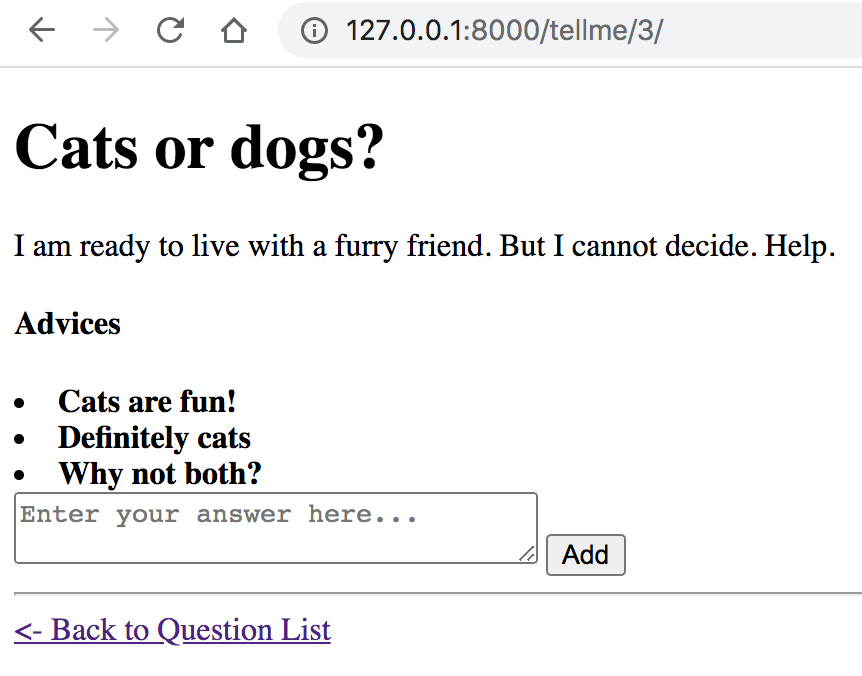 127.0.0.1:8000/tellme/3/
Cats or dogs?
I am ready to live with a furry friend. But I cannot decide. Help.
Advices
Cats are fun!
Definitely cats
Why not both?
Enter your answer here...
Add
<- Back to Question List